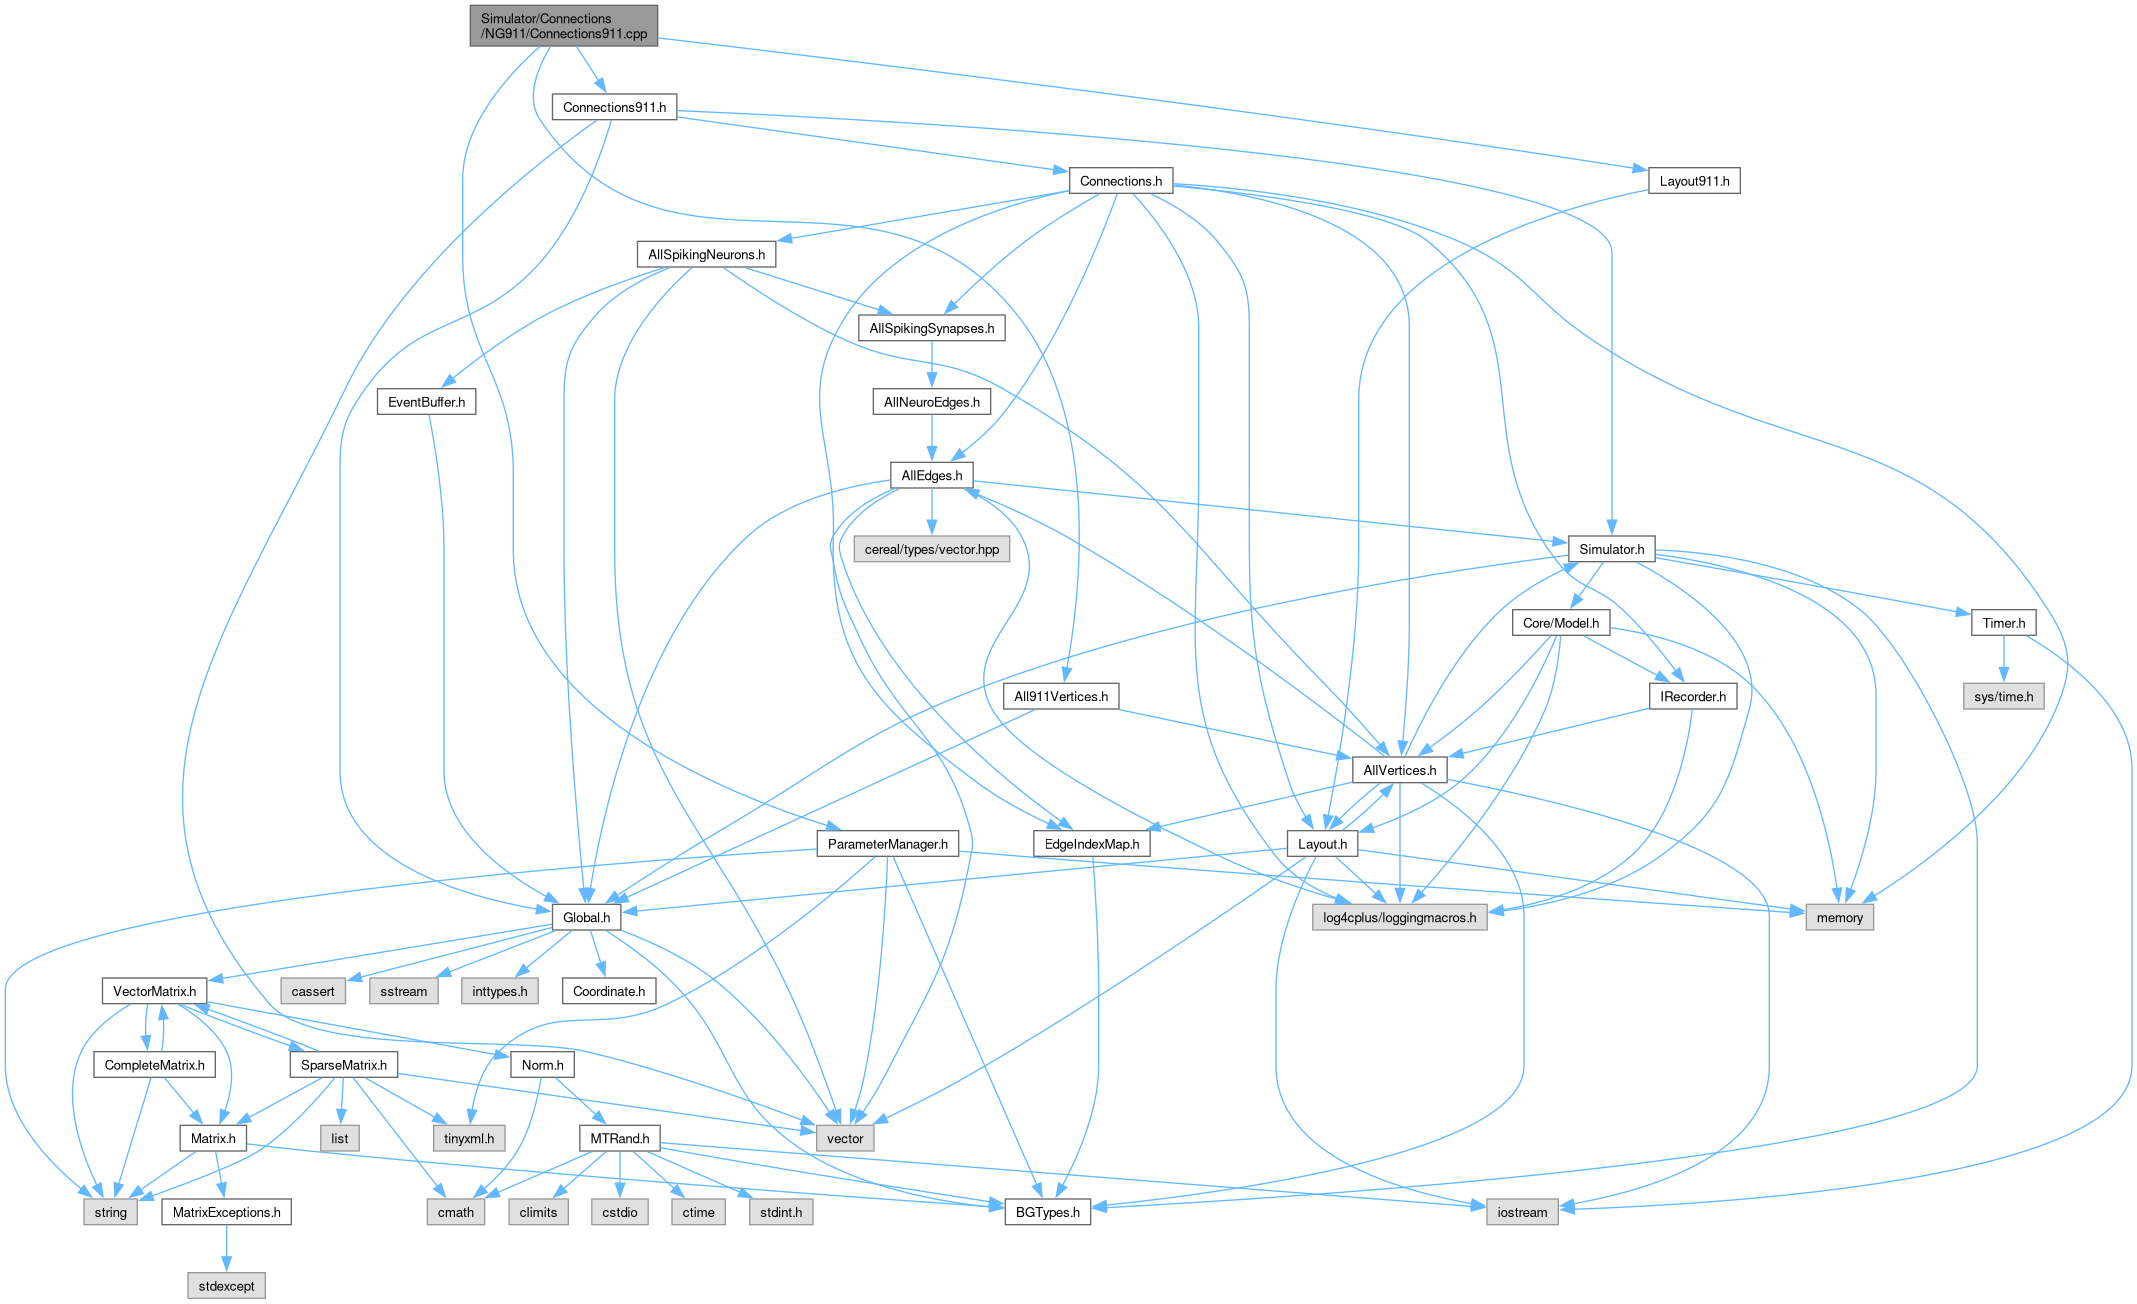 Simulator/Connections
/NG911/Connections911.cpp
Connections911.h
Connections.h
Layout911.h
AllSpikingNeurons.h
AllSpikingSynapses.h
EventBuffer.h
AllNeuroEdges.h
AllEdges.h
cereal/types/vector.hpp
Simulator.h
Core/Model.h
Timer.h
All911Vertices.h
IRecorder.h
sys/time.h
AllVertices.h
ParameterManager.h
EdgeIndexMap.h
Layout.h
Global.h
log4cplus/loggingmacros.h
memory
VectorMatrix.h
cassert
sstream
inttypes.h
Coordinate.h
CompleteMatrix.h
SparseMatrix.h
Norm.h
Matrix.h
list
tinyxml.h
MTRand.h
vector
string
MatrixExceptions.h
cmath
climits
cstdio
ctime
stdint.h
BGTypes.h
iostream
stdexcept